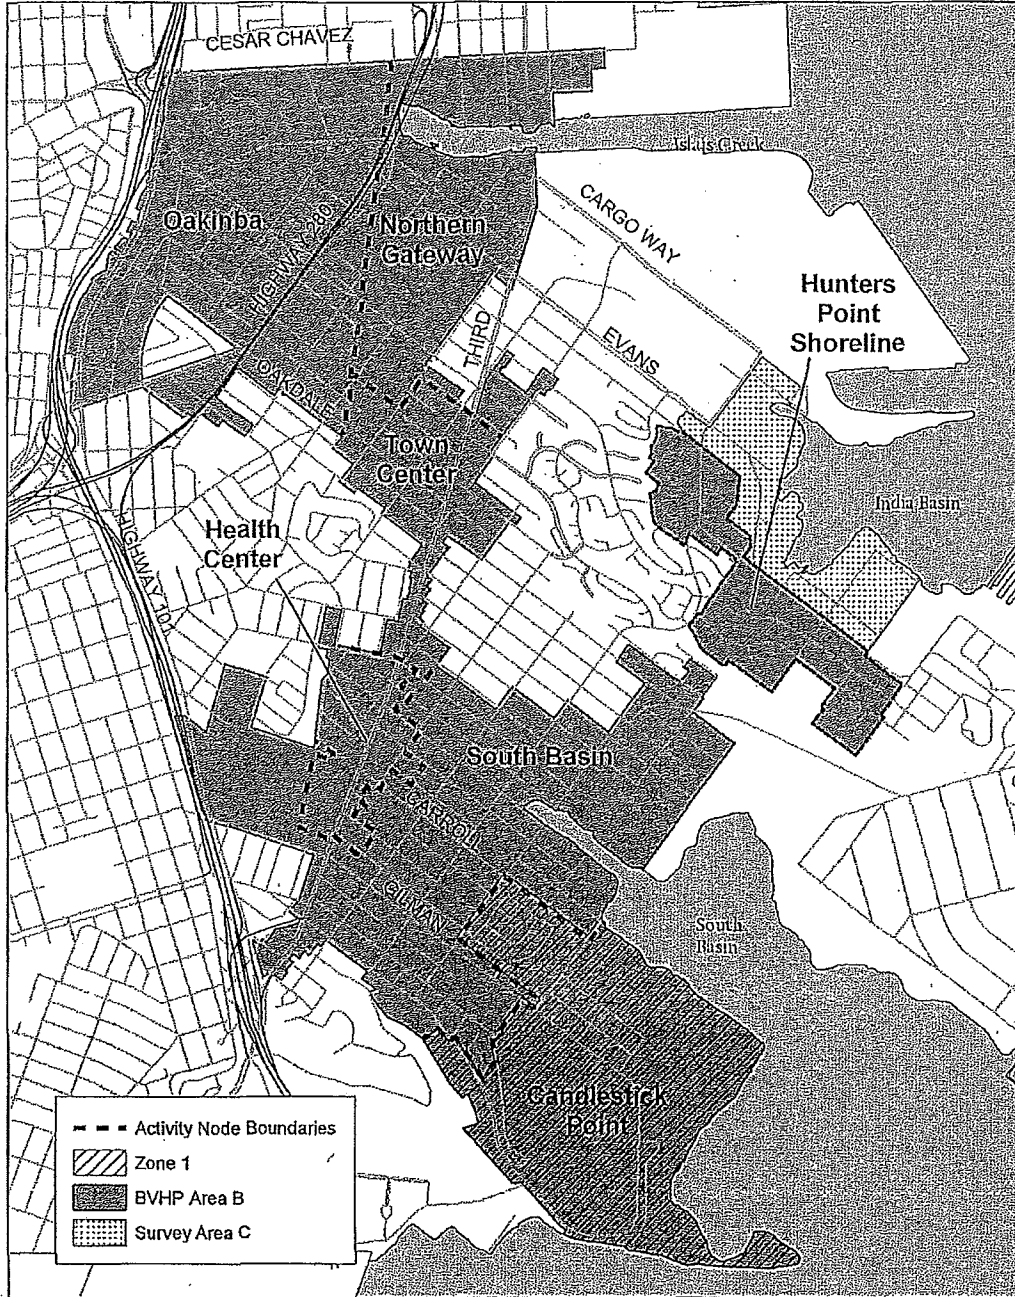 CESAR CHAVEZ
Islais Creek
Oakinba
Northern
Gateway
HIGHWAY 280
CARGO WAY
Hunters
Point
Shoreline
THIRD
EVANS
OAKDALE
Town
Center
India Basin
Health
Center
HIGHWAY 101
South Basin
CARROLL
GILMAN
South
Basin
Candlestick
Point
Activity Node Boundaries
Zone 1
BVHP Area B
Survey Area C